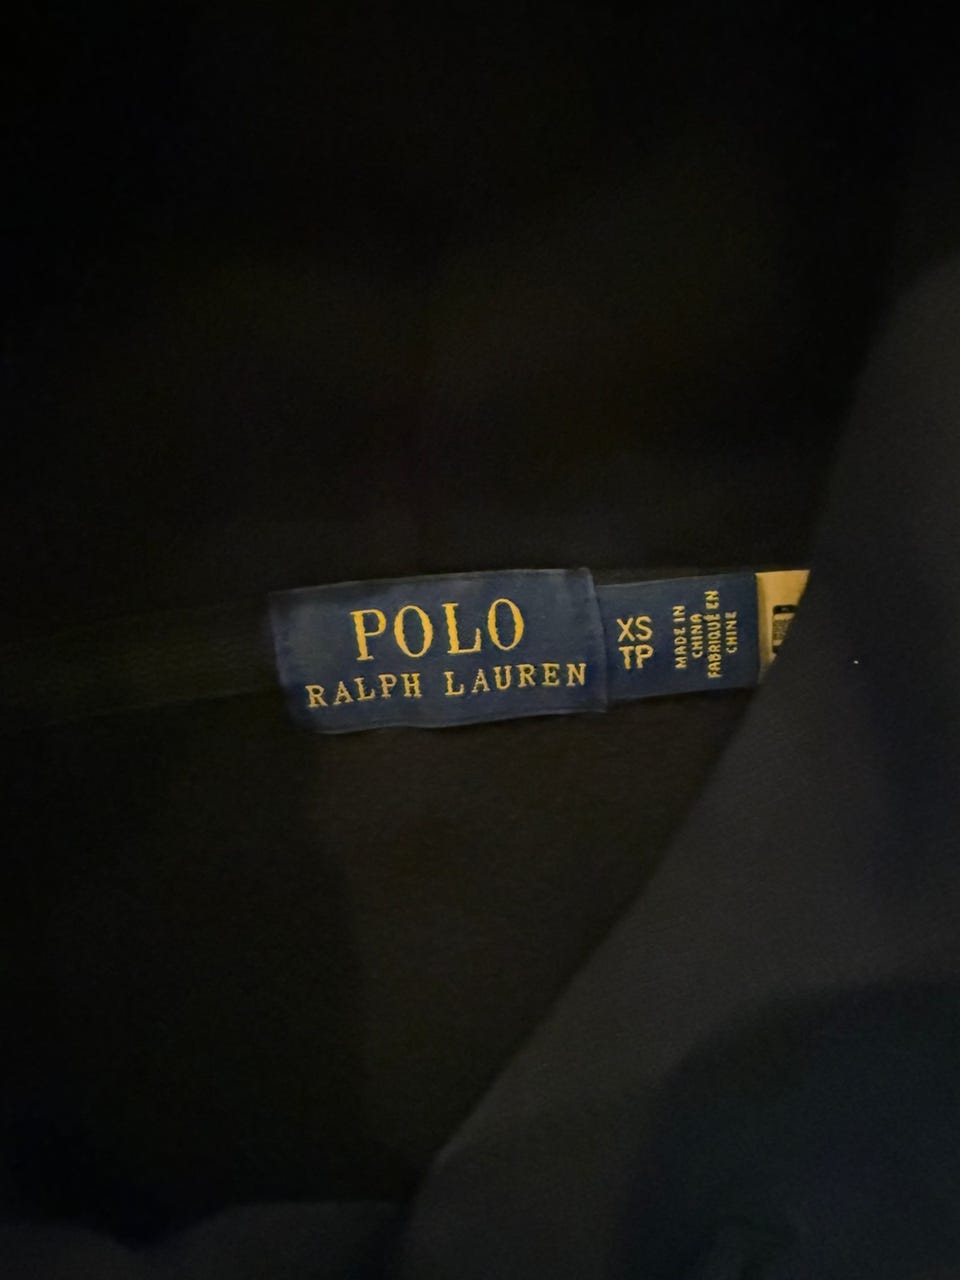 POLO
RALPH LAUREN
XS
TP
MADE IN
CHINA
FABRIQUÉ EN
CHINE